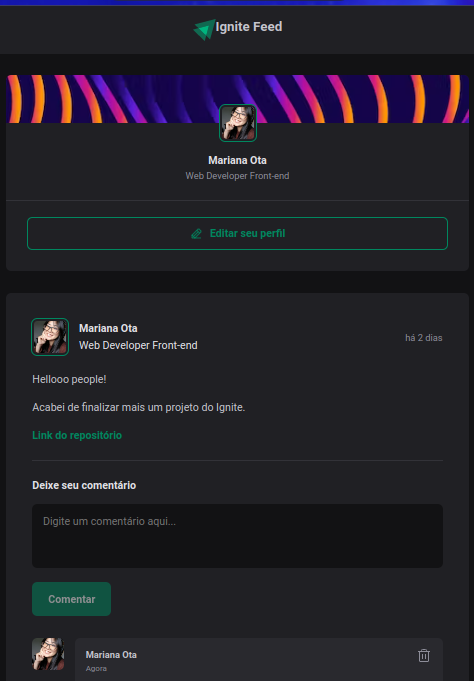 Ignite Feed
Mariana Ota
Web Developer Front-end
Editar seu perfil
Mariana Ota
Web Developer Front-end
há 2 dias
Hellooo people!
Acabei de finalizar mais um projeto do Ignite.
Link do repositório
Deixe seu comentário
Digite um comentário aqui...
Comentar
Mariana Ota
Agora